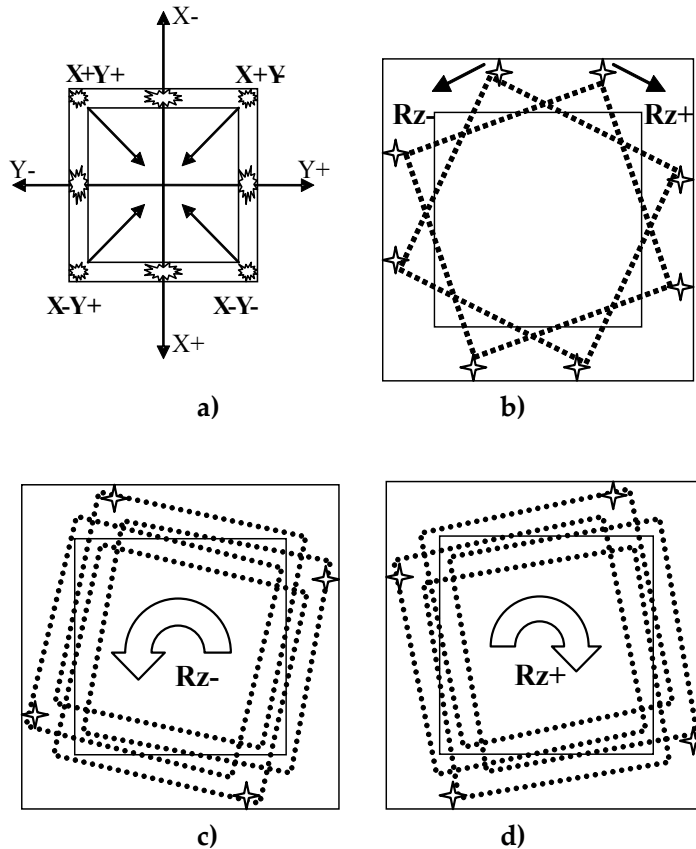 X-
X+Y+ X+Y-
Y- Y+
X-Y+ X-Y-
X+
a)
Rz- Rz+
b)
Rz-
c)
Rz+
d)